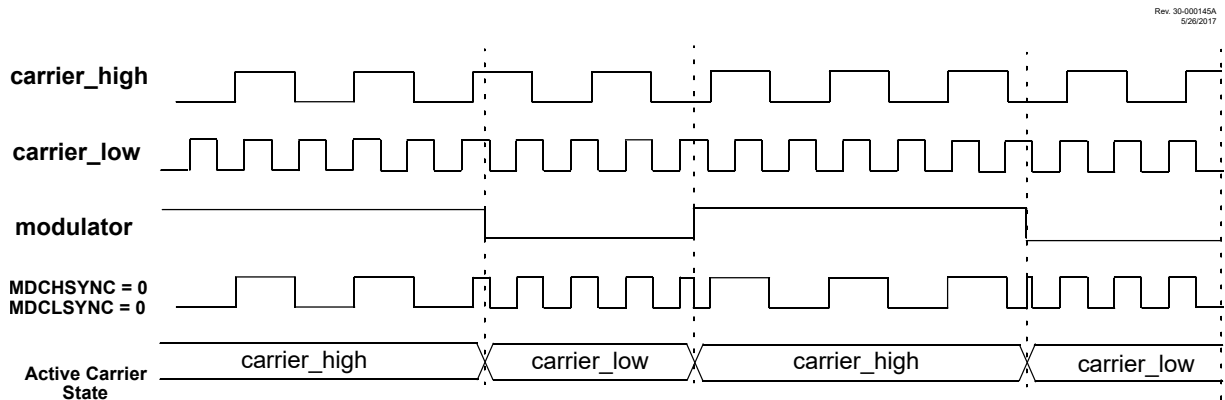 Rev. 30-000145A
5/26/2017
carrier_high
carrier_low
modulator
MDCHSYNC = 0
MDCLSYNC = 0
Active Carrier
State
carrier_high
carrier_low
carrier_high
carrier_low